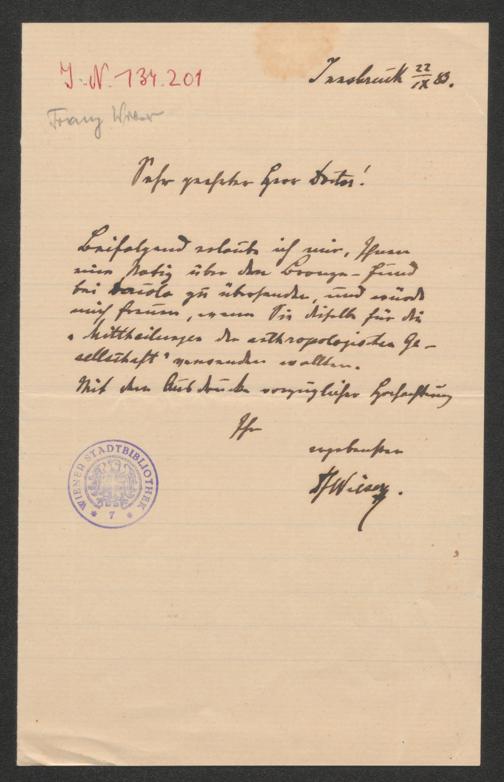 J. N. 134.201
Innsbruck 22/IX 83.
Franz Wieser
Sehr geehrter Herr Doctor!
Beifolgend erlaube ich mir, Ihnen
eine Notiz über den Bronze-Fund
bei zu übersenden, und würde
mich freuen, wenn Sie dieselbe für die
„Mittheilungen der anthropologischen Ge-
sellschaft“ verwenden wollten.
Mit dem Ausdrucke vorzüglicher Hochachtung
Ihr
ergebenster
Wieser.
WIENER STADTBIBLIOTHEK
* 7 *